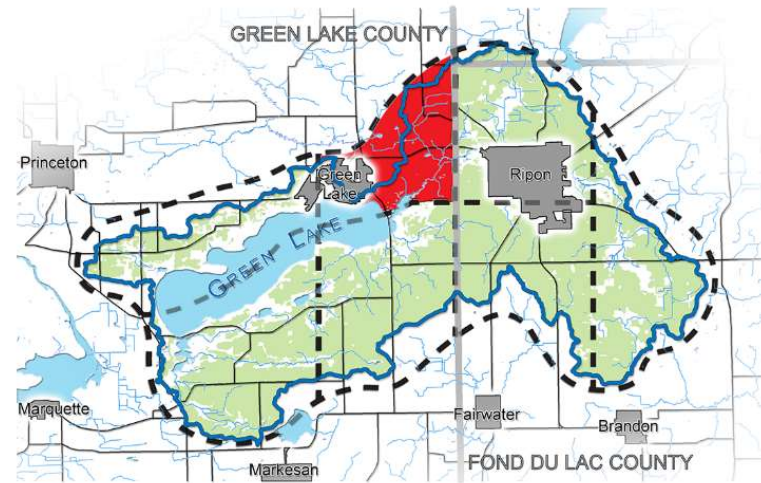 GREEN LAKE COUNTY
Princeton
Green
Lake
Ripon
GREEN LAKE
Marquette
Fairwater
Brandon
Markesan
FOND DU LAC COUNTY